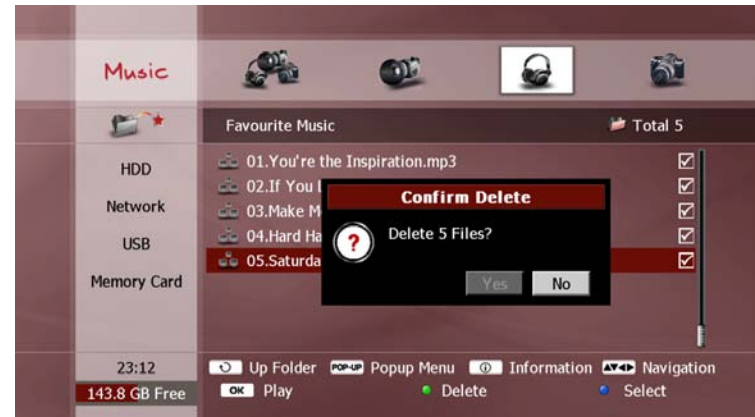 Music
Favourite Music Total 5
HDD
Network
USB
Memory Card
01.You're the Inspiration.mp3
02.If You
03.Make M
04.Hard Ha
05.Saturda
Confirm Delete
?
Delete 5 Files?
Yes No
23:12
143.8 GB Free
Up Folder POP-UP Popup Menu Information Navigation
OK Play Delete Select